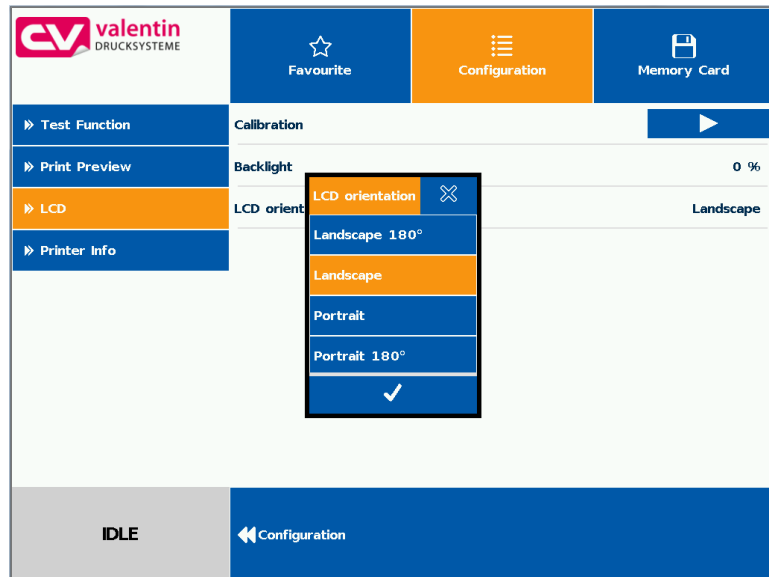 valentin
DRUCKSYSTEME
Favourite
Configuration
Memory Card
Test Function
Calibration
Print Preview
Backlight
0 %
LCD
LCD orient
Landscape
Printer Info
LCD orientation
Landscape 180°
Landscape
Portrait
Portrait 180°
IDLE
Configuration